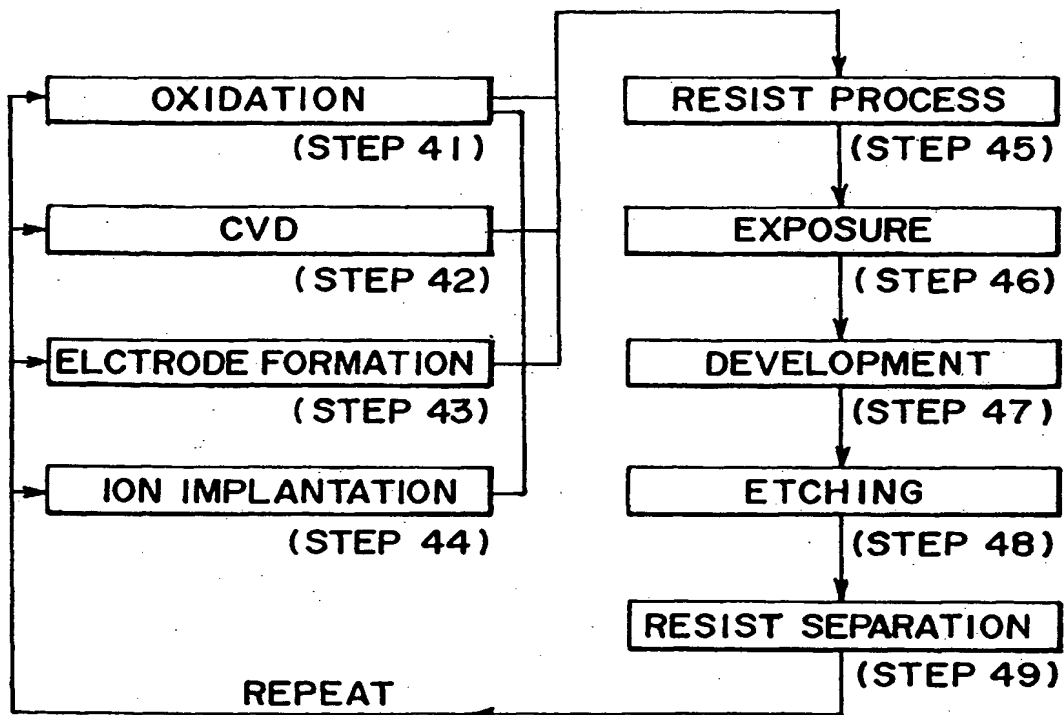 OXIDATION
(STEP 41)
CVD
(STEP 42)
ELCTRODE FORMATION
(STEP 43)
ION IMPLANTATION
(STEP 44)
RESIST PROCESS
(STEP 45)
EXPOSURE
(STEP 46)
DEVELOPMENT
(STEP 47)
ETCHING
(STEP 48)
RESIST SEPARATION
(STEP 49)
REPEAT